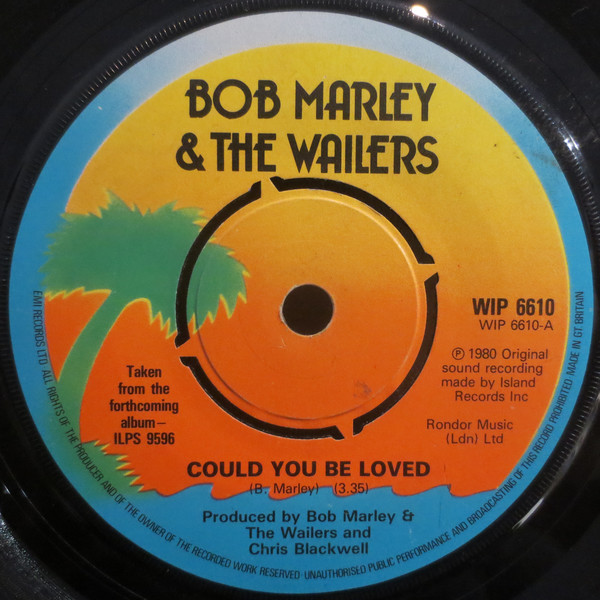 BOB MARLEY
& THE WAILERS
WIP 6610
WIP 6610-A
℗ 1980 Original
sound recording
made by Island
Records Inc
Rondor Music
(Ldn) Ltd
Taken
from the
forthcoming
album—
ILPS 9596
COULD YOU BE LOVED
(B. Marley) (3.35)
Produced by Bob Marley &
The Wailers and
Chris Blackwell
EMI RECORDS LTD. ALL RIGHTS OF THE PRODUCER AND OF THE OWNER OF THE RECORDED WORK RESERVED · UNAUTHORISED PUBLIC PERFORMANCE AND BROADCASTING OF THIS RECORD PROHIBITED MADE IN GT BRITAIN